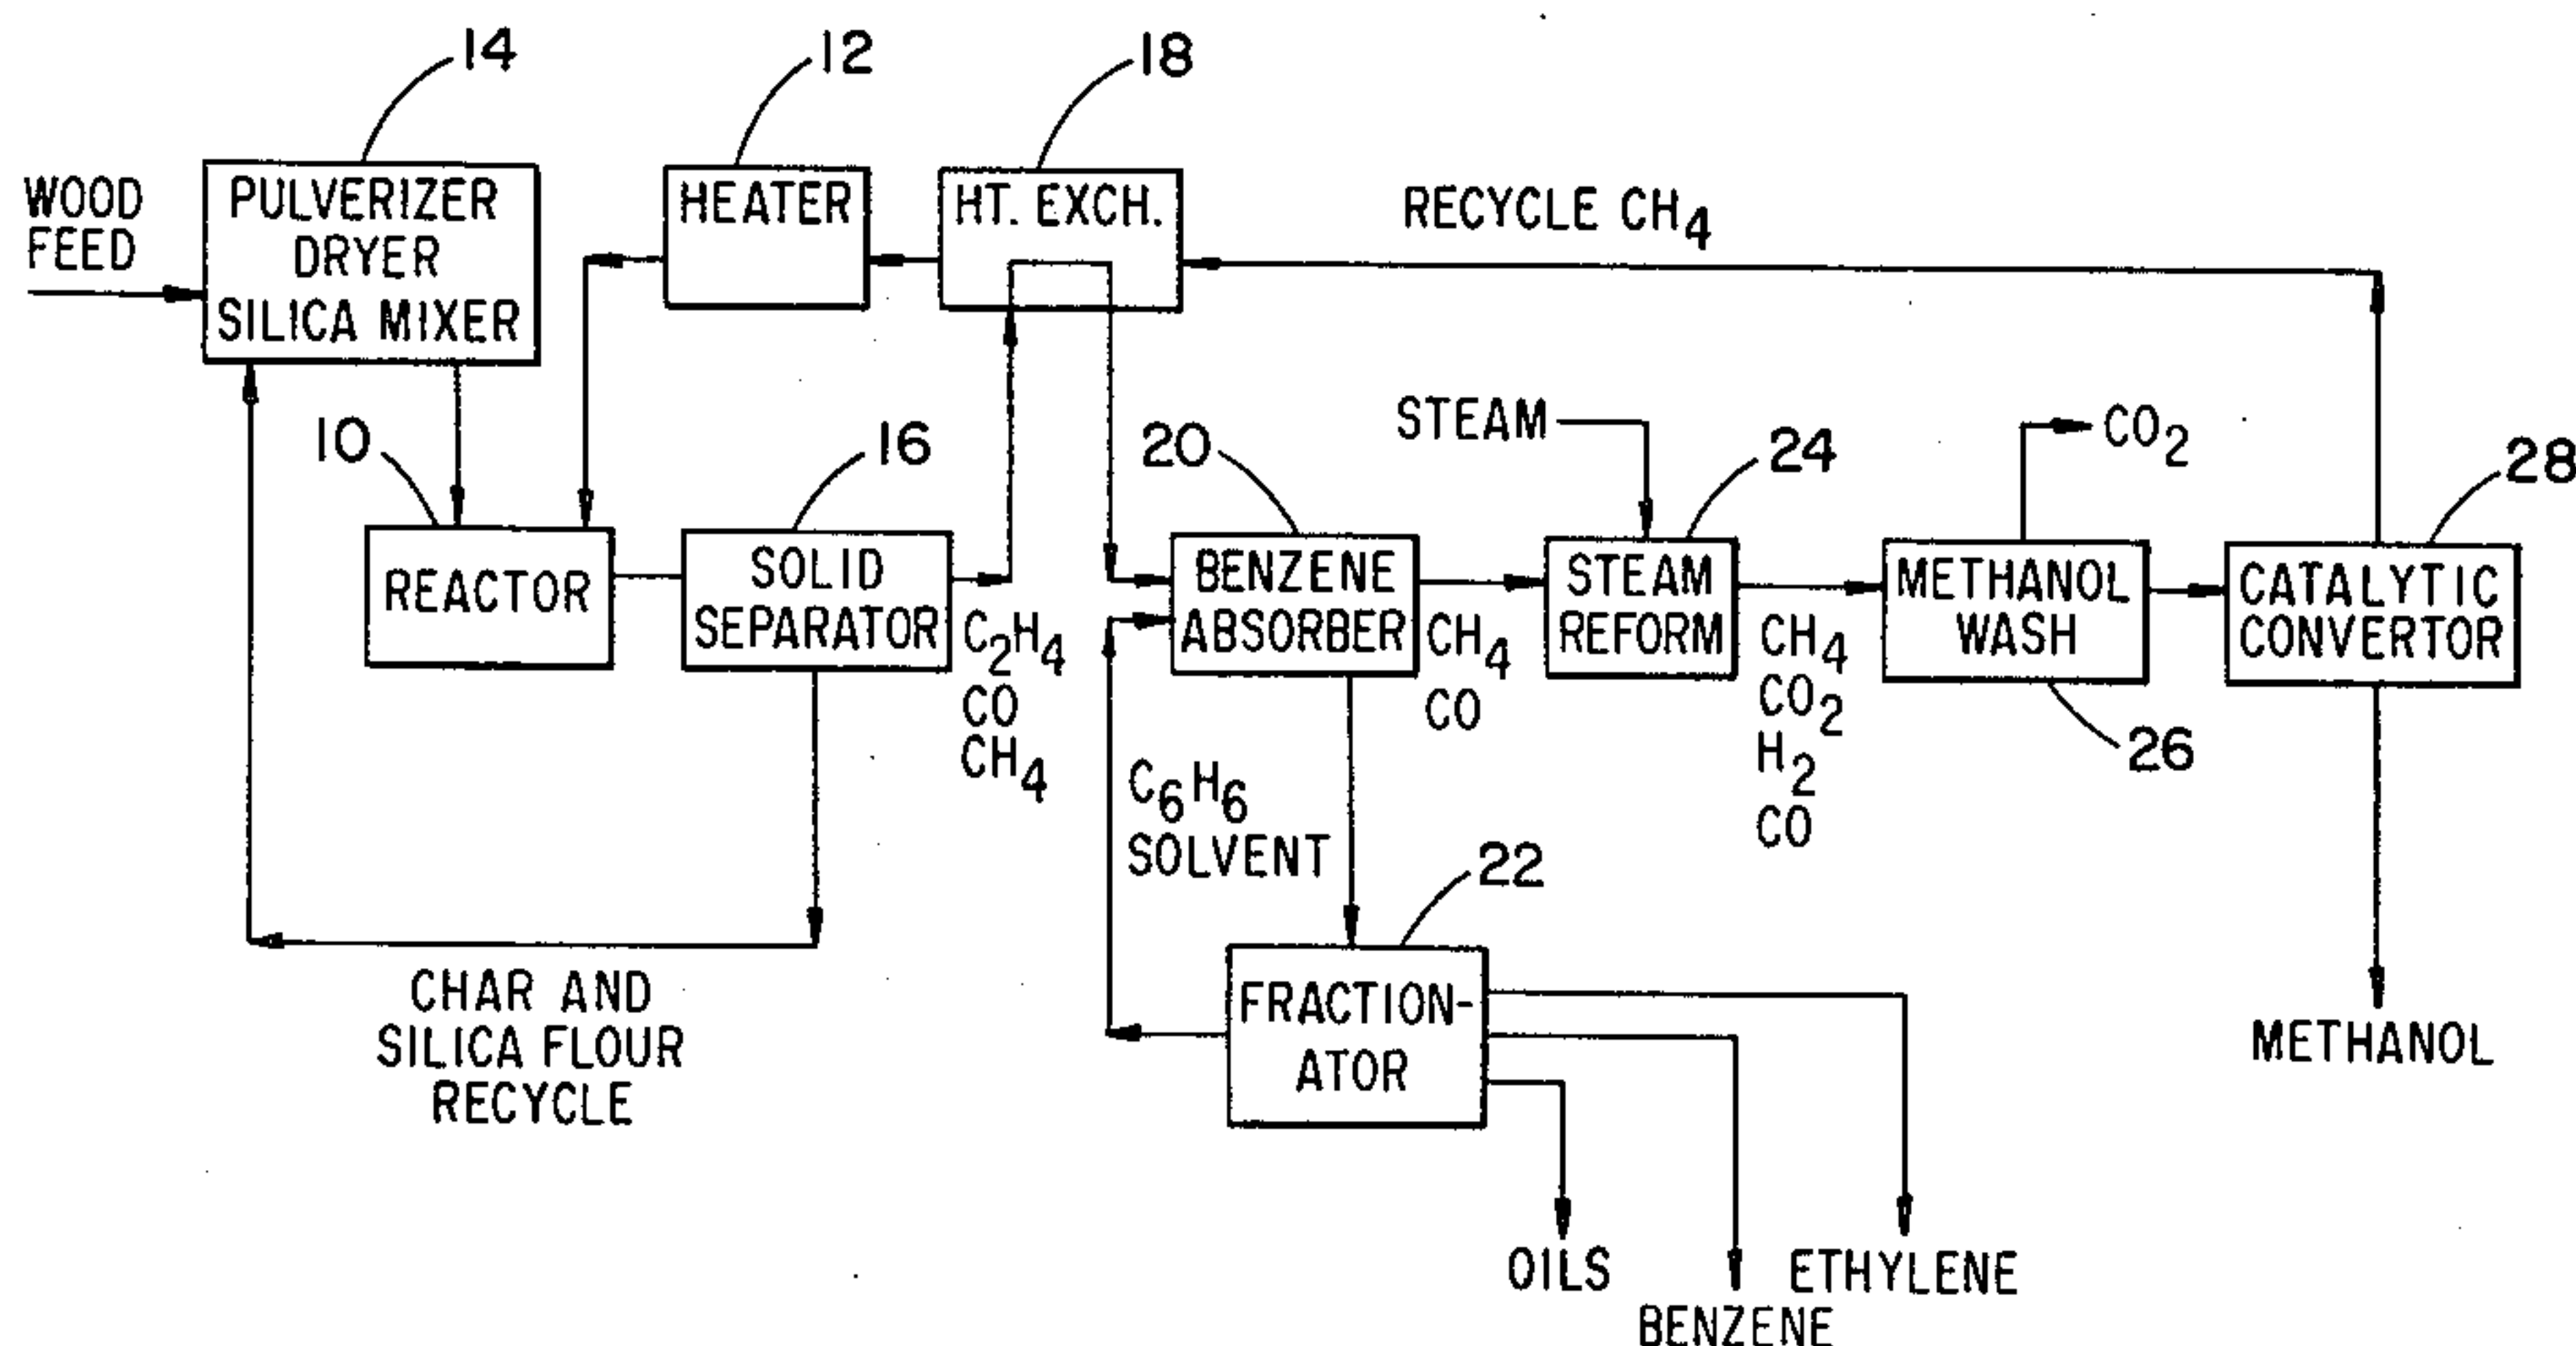 14
12
18
WOOD
FEED
PULVERIZER
DRYER
SILICA MIXER
HEATER
HT. EXCH.
RECYCLE CH4
10
16
20
STEAM
24
CO2
28
REACTOR
SOLID
SEPARATOR
C2H4
CO
CH4
BENZENE
ABSORBER
CH4
CO
STEAM
REFORM
CH4
CO2
H2
CO
METHANOL
WASH
26
CATALYTIC
CONVERTOR
C6H6
SOLVENT
22
CHAR AND
SILICA FLOUR
RECYCLE
FRACTION-
ATOR
METHANOL
OILS
BENZENE
ETHYLENE